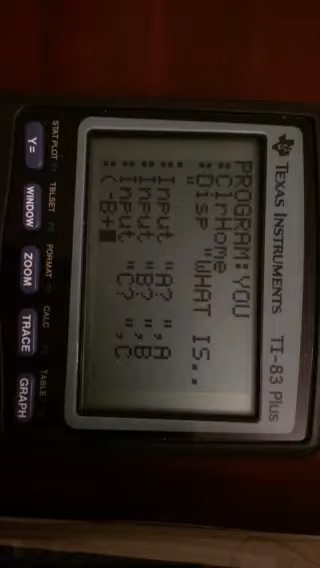 TEXAS INSTRUMENTS TI-83 Plus
PROGRAM:YOU
:ClrHome
:Disp "WHAT IS..
"
:Input "A? ",A
:Input "B? ",B
:Input "C? ",C
:(-B+
STAT PLOT TBLSET FORMAT CALC TABLE
Y= WINDOW ZOOM TRACE GRAPH